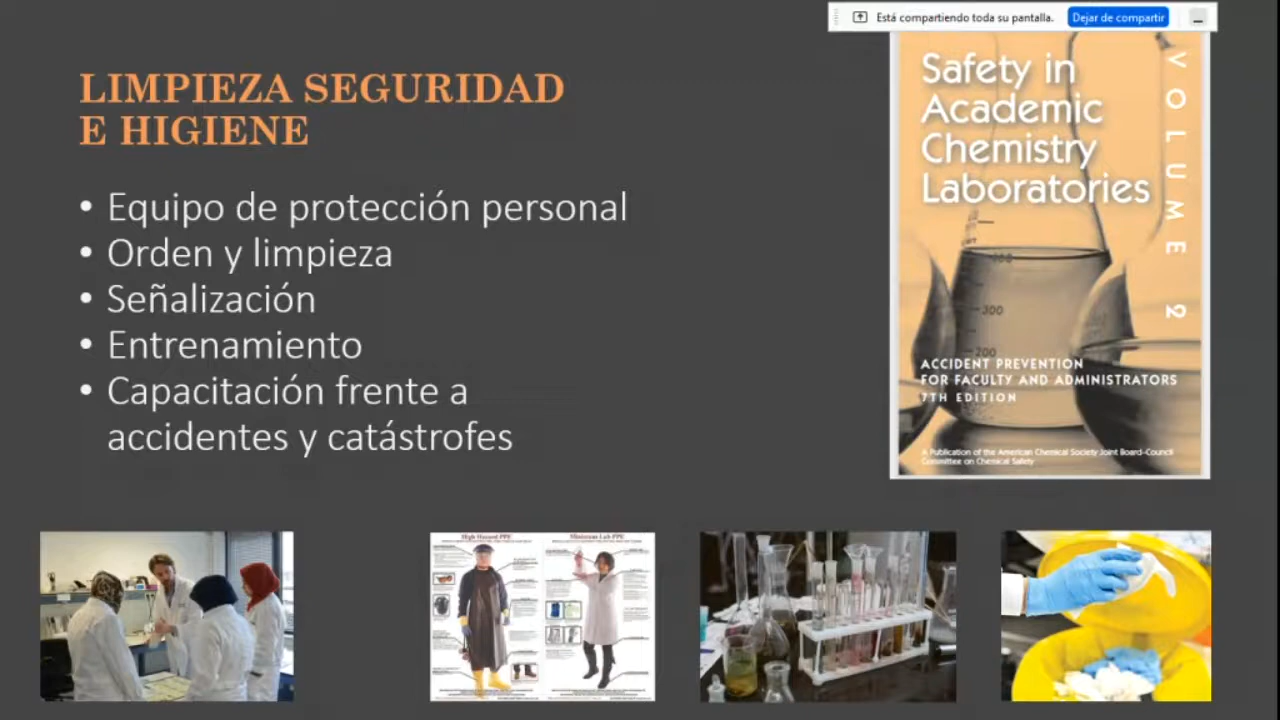 Está compartiendo toda su pantalla. Dejar de compartir
LIMPIEZA SEGURIDAD
E HIGIENE
• Equipo de protección personal
• Orden y limpieza
• Señalización
• Entrenamiento
• Capacitación frente a
accidentes y catástrofes
Safety in
Academic
Chemistry
Laboratories
VOLUME 2
300
200
ACCIDENT PREVENTION
FOR FACULTY AND ADMINISTRATORS
7TH EDITION
A Publication of the American Chemical Society Joint Board–Council
Committee on Chemical Safety
High Hazard PPE
Minimum Lab PPE